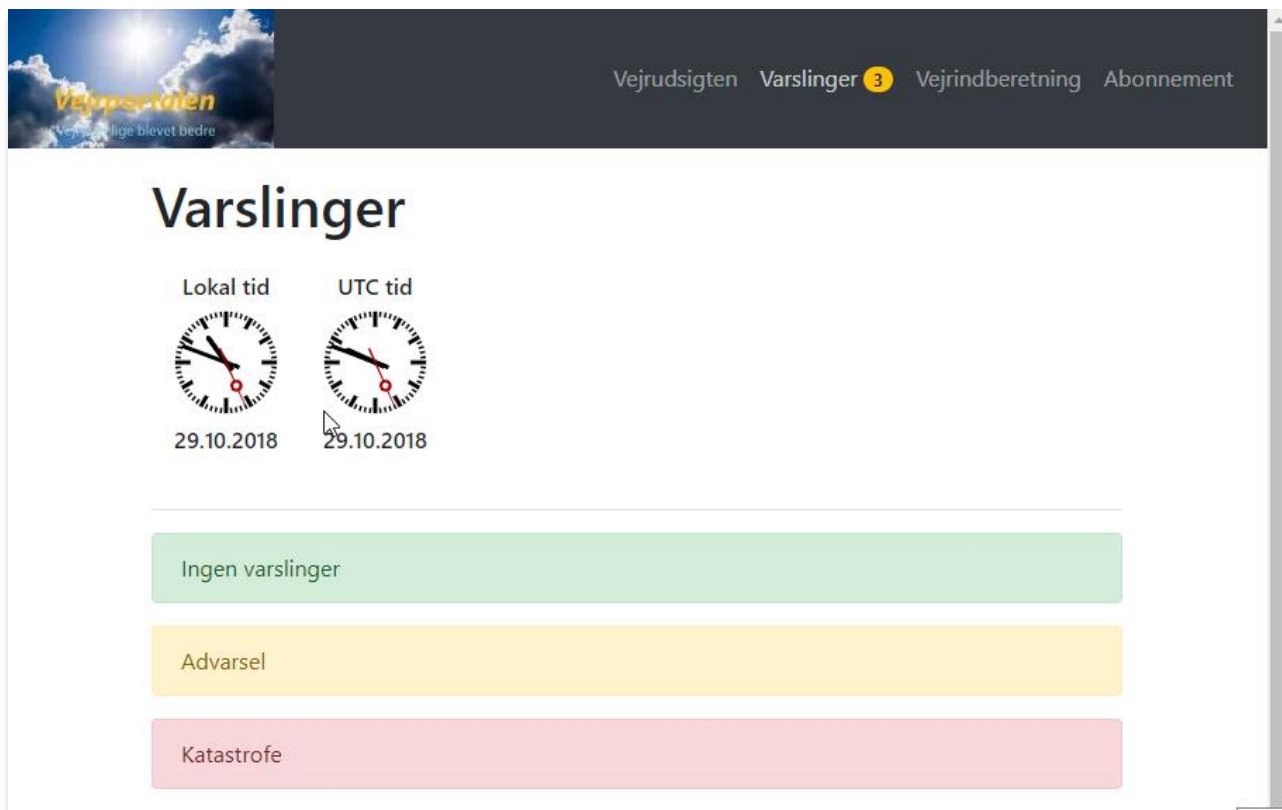 Vejrportalen
lige blevet bedre
Vejrudsigten Varslinger 3 Vejrindberetning Abonnement
Varslinger
Lokal tid UTC tid
29.10.2018 29.10.2018
Ingen varslinger
Advarsel
Katastrofe